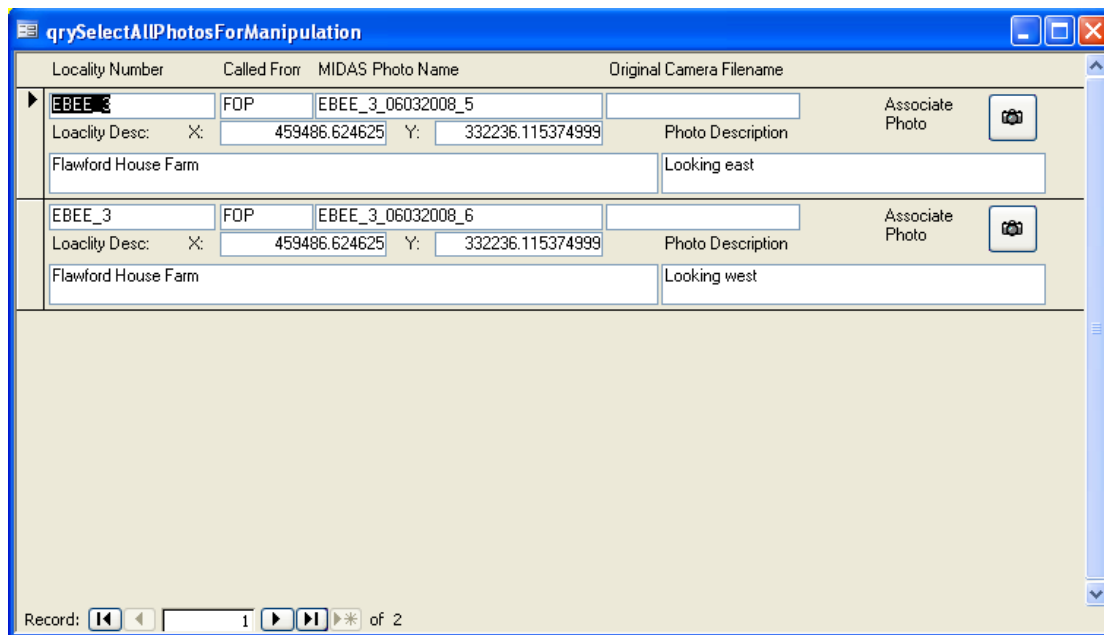 qrySelectAllPhotosForManipulation
Locality Number Called Fron MIDAS Photo Name Original Camera Filename
EBEE_3 FOP EBEE_3_06032008_5 Associate Photo
Loaclity Desc: X: 459486.624625 Y: 332236.115374999 Photo Description
Flawford House Farm Looking east
EBEE_3 FOP EBEE_3_06032008_6 Associate Photo
Loaclity Desc: X: 459486.624625 Y: 332236.115374999 Photo Description
Flawford House Farm Looking west
Record: 1 of 2